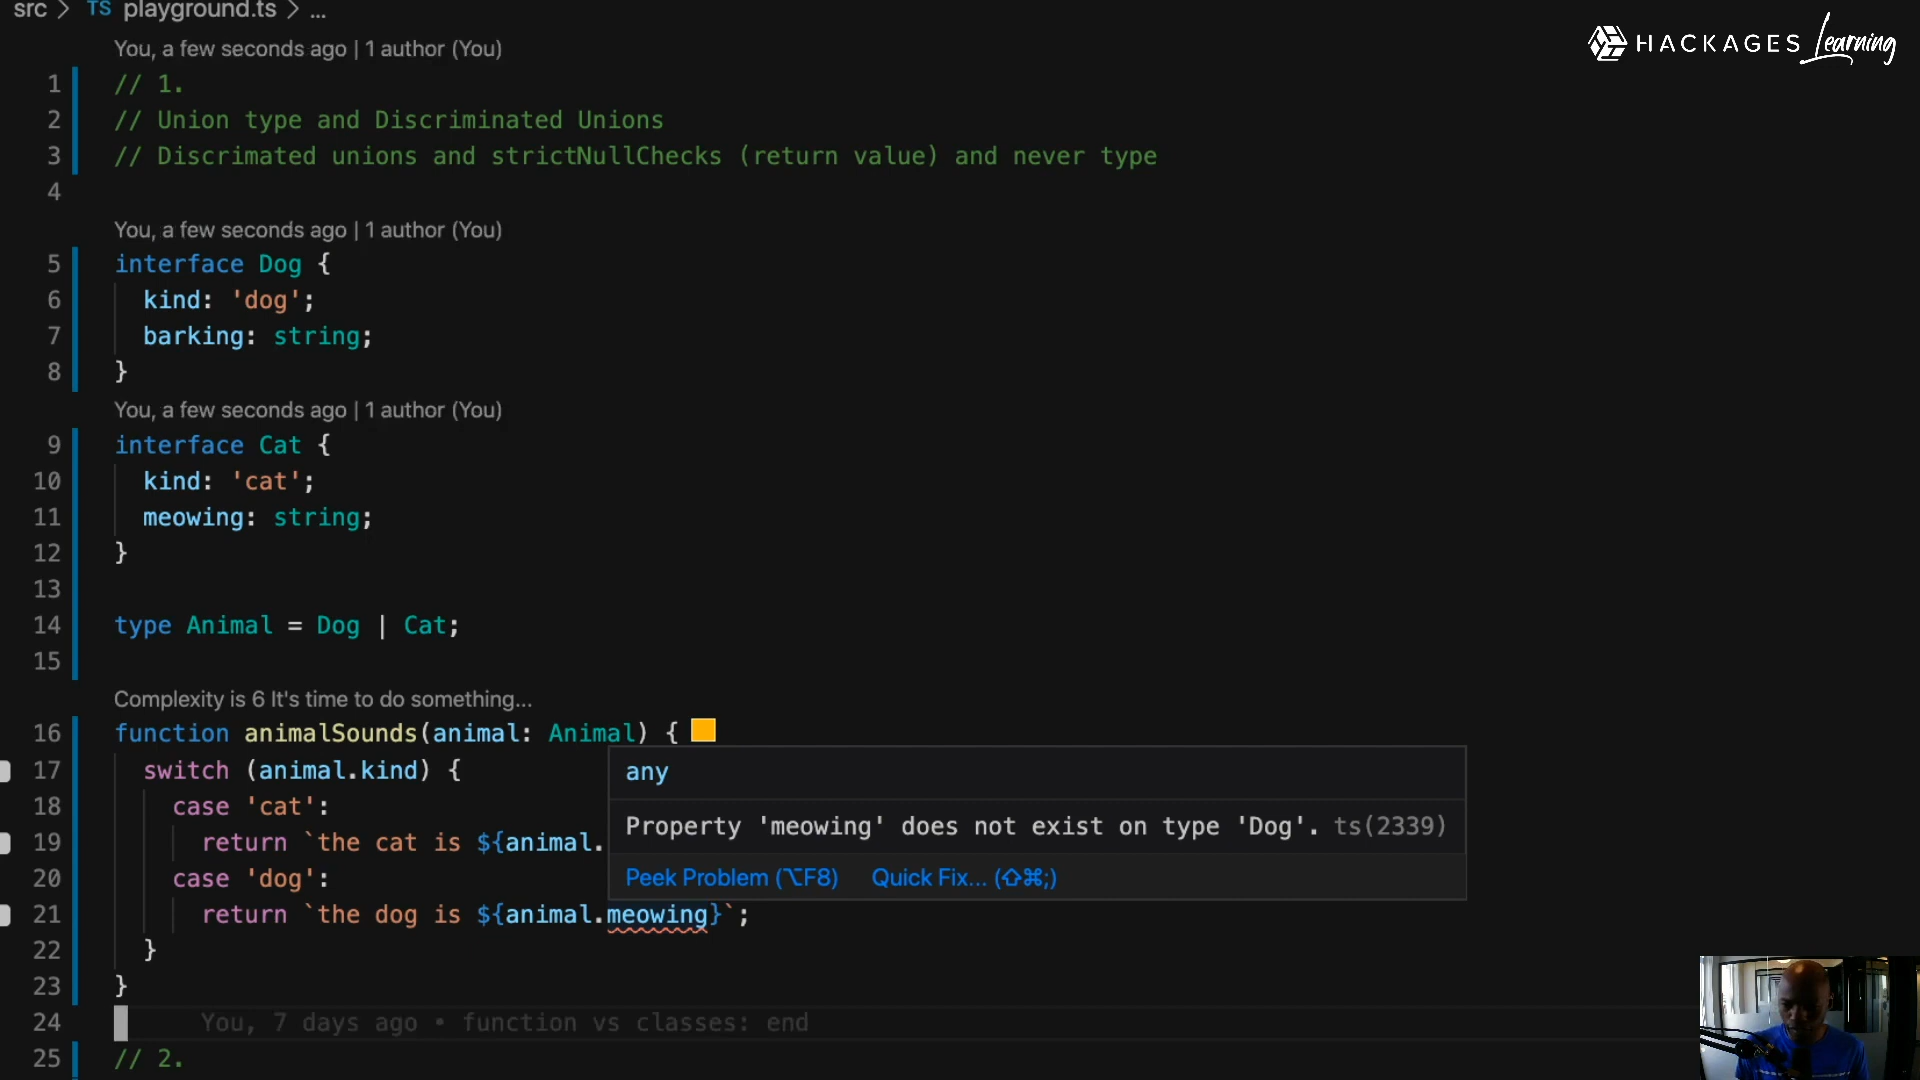 src > TS playground.ts > ...
HACKAGES Learning
You, a few seconds ago | 1 author (You)
1 // 1.
2 // Union type and Discriminated Unions
3 // Discrimated unions and strictNullChecks (return value) and never type
4
You, a few seconds ago | 1 author (You)
5 interface Dog {
6 kind: 'dog';
7 barking: string;
8 }
You, a few seconds ago | 1 author (You)
9 interface Cat {
10 kind: 'cat';
11 meowing: string;
12 }
13
14 type Animal = Dog | Cat;
15
Complexity is 6 It's time to do something...
16 function animalSounds(animal: Animal) {
17 switch (animal.kind) {
any
18 case 'cat':
Property 'meowing' does not exist on type 'Dog'. ts(2339)
19 return `the cat is ${animal.
20 case 'dog':
Peek Problem (⌥F8) Quick Fix... (⇧⌘;)
21 return `the dog is ${animal.meowing}`;
22 }
23 }
24 You, 7 days ago • function vs classes: end
25 // 2.